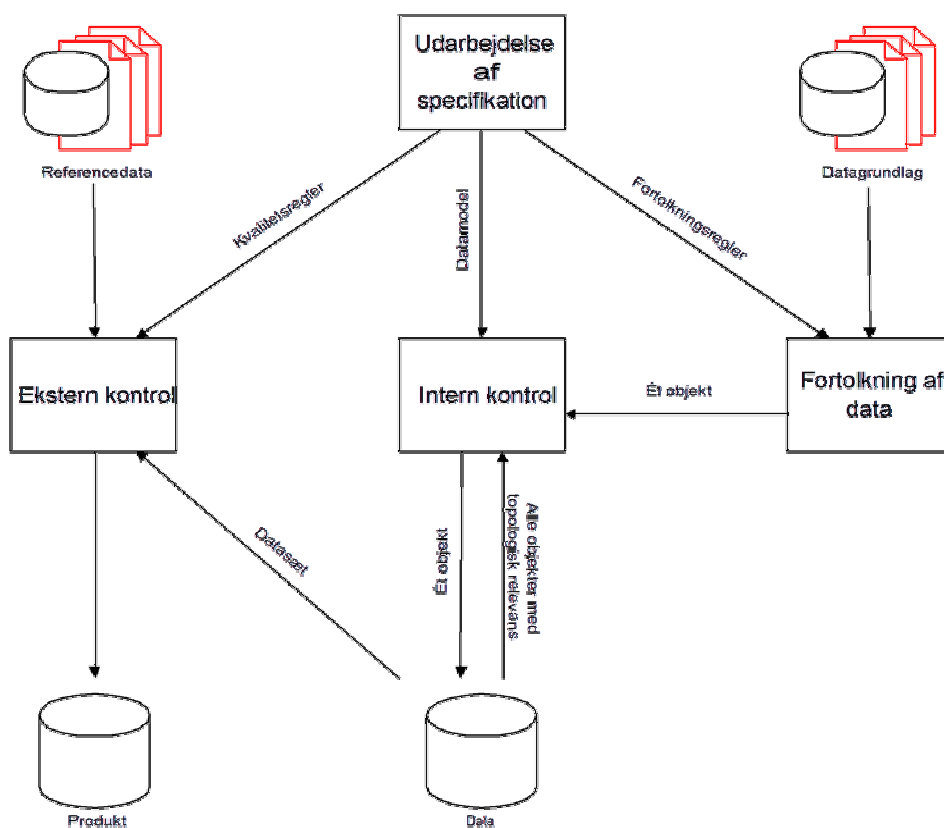 Udarbejdelse
af
specifikation
Referencedata
Datagrundlag
Kvalitetsregler
Datamodel
Fortolkningsregler
Ekstern kontrol
Intern kontrol
Fortolkning af
data
Ét objekt
Datasæt
Ét objekt
Alle objekter med
topologisk relevans
Produkt
Data